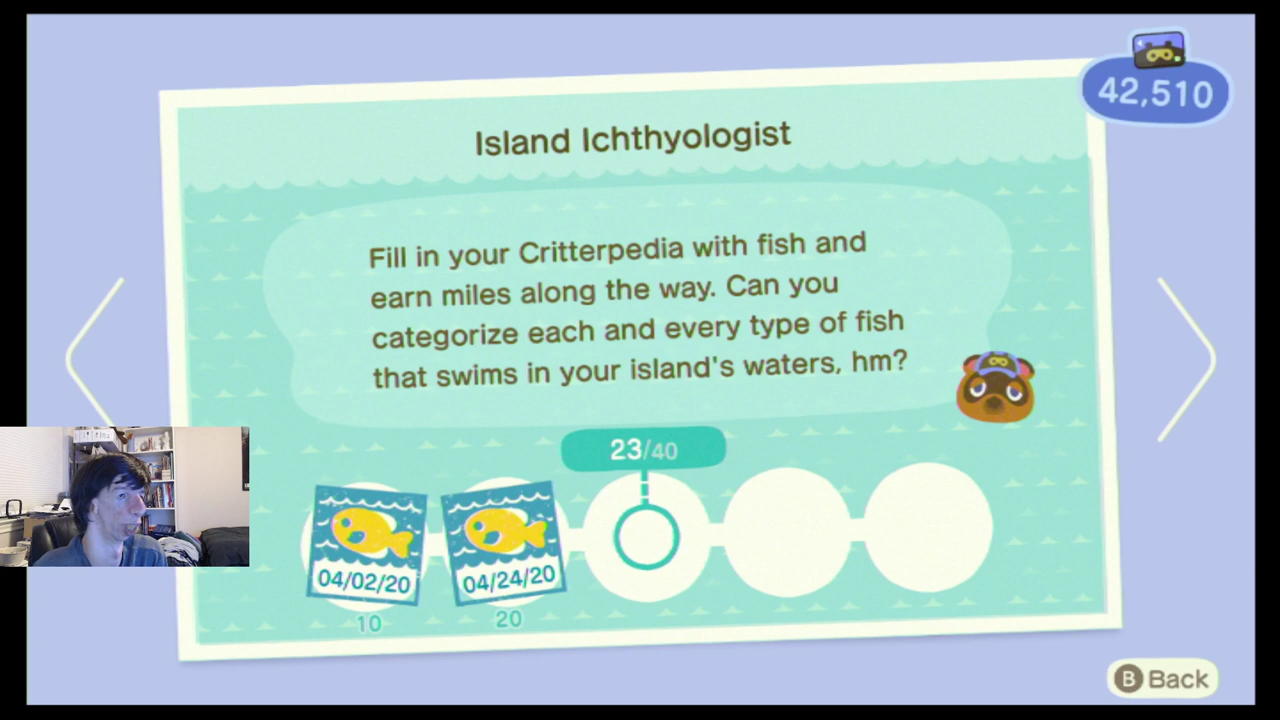 42,510
Island Ichthyologist
Fill in your Critterpedia with fish and
earn miles along the way. Can you
categorize each and every type of fish
that swims in your island's waters, hm?
23/40
04/02/20
04/24/20
10
20
B Back